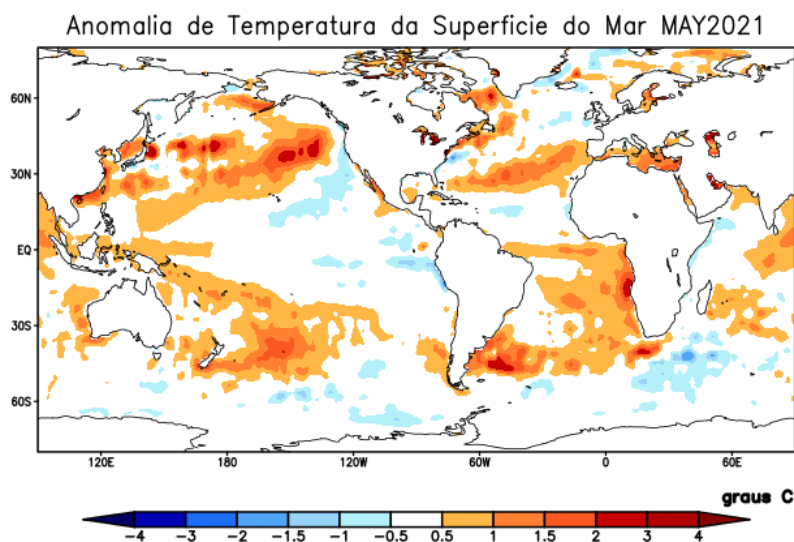 Anomalia de Temperatura da Superficie do Mar MAY2021
60N
30N
EQ
30S
60S
120E 180 120W 60W 0 60E
graus C
-4 -3 -2 -1.5 -1 -0.5 0.5 1 1.5 2 3 4